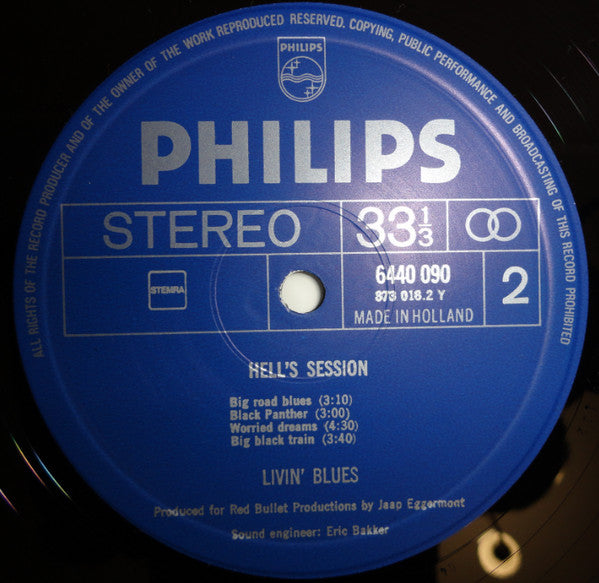 ALL RIGHTS OF THE RECORD PRODUCER AND OF THE OWNER OF THE WORK REPRODUCED RESERVED. COPYING, PUBLIC PERFORMANCE AND BROADCASTING OF THIS RECORD PROHIBITED
PHILIPS
PHILIPS
STEREO 33 1/3
STEMRA
6440 090
873 016.2 Y
MADE IN HOLLAND
2
HELL'S SESSION
Big road blues (3:10)
Black Panther (3:00)
Worried dreams (4:30)
Big black train (3:40)
LIVIN' BLUES
Produced for Red Bullet Productions by Jaap Eggermont
Sound engineer: Eric Bakker